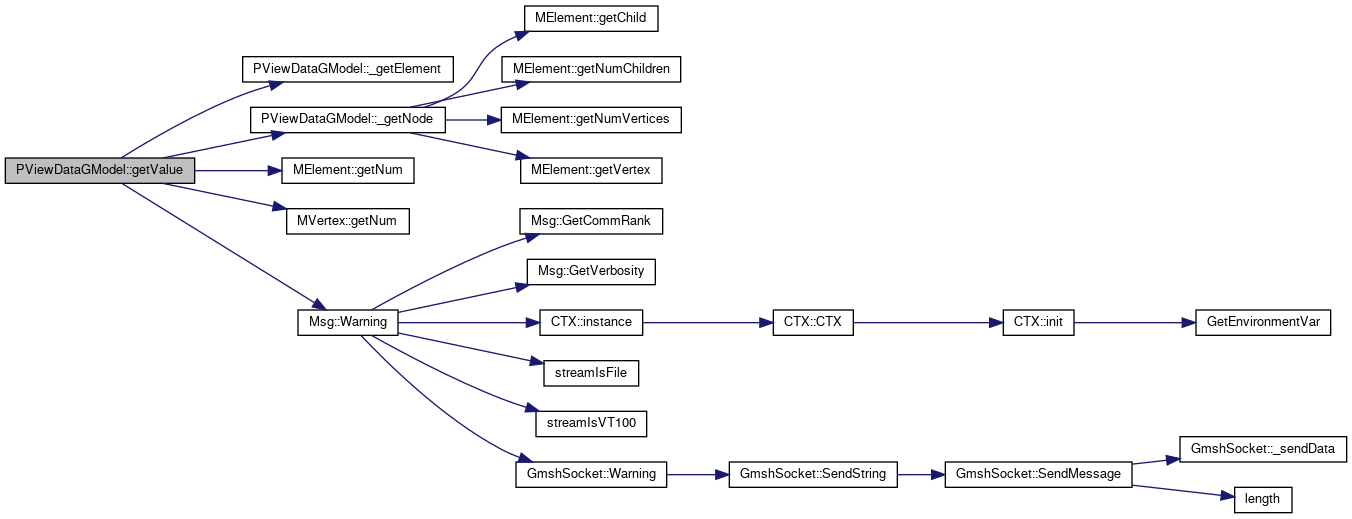 MElement::getChild
PViewDataGModel::_getElement
MElement::getNumChildren
PViewDataGModel::_getNode
MElement::getNumVertices
PViewDataGModel::getValue
MElement::getNum
MElement::getVertex
MVertex::getNum
Msg::GetCommRank
Msg::GetVerbosity
Msg::Warning
CTX::instance
CTX::CTX
CTX::init
GetEnvironmentVar
streamIsFile
streamIsVT100
GmshSocket::Warning
GmshSocket::SendString
GmshSocket::SendMessage
GmshSocket::_sendData
length